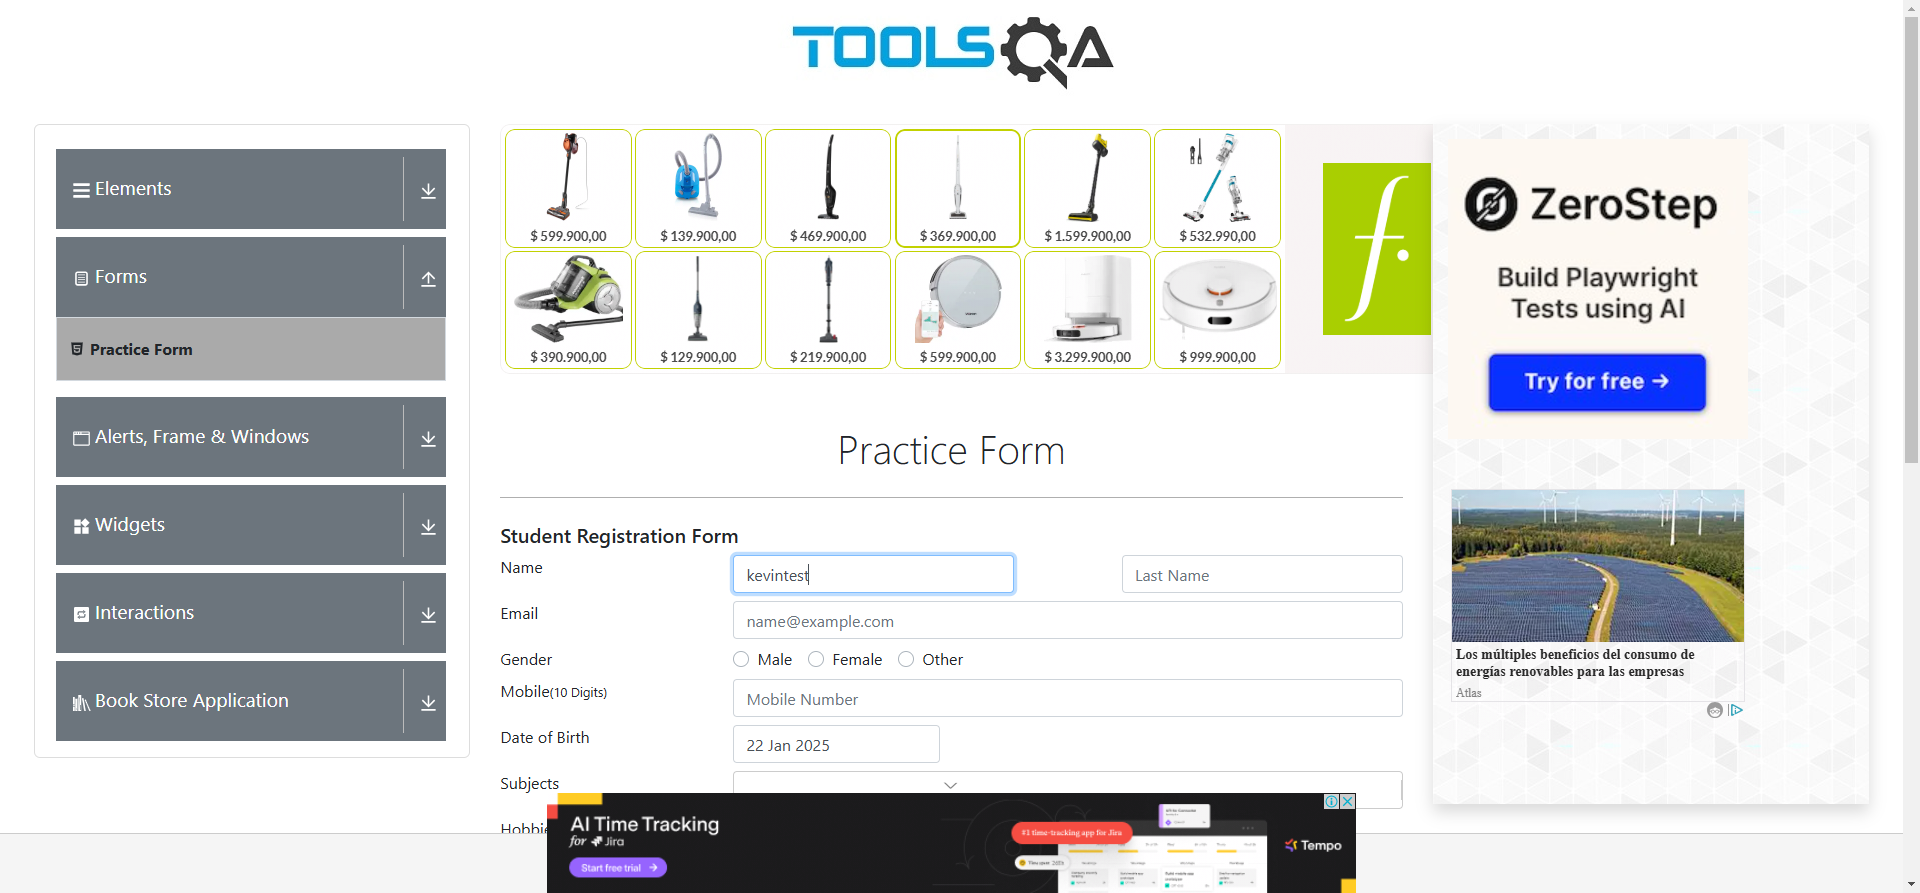 TOOLSQA
Elements
Forms
Practice Form
Alerts, Frame & Windows
Widgets
Interactions
Book Store Application
$ 599.900,00
$ 139.900,00
$ 469.900,00
$ 369.900,00
$ 1.599.900,00
$ 532.990,00
$ 390.900,00
$ 129.900,00
$ 219.900,00
$ 599.900,00
$ 3.299.900,00
$ 999.900,00
f.
ZeroStep
Build Playwright
Tests using AI
Try for free →
Los múltiples beneficios del consumo de
energías renovables para las empresas
Atlas
Practice Form
Student Registration Form
Name
kevintest
Last Name
Email
name@example.com
Gender
Male
Female
Other
Mobile(10 Digits)
Mobile Number
Date of Birth
22 Jan 2025
Subjects
AI Time Tracking
for Jira
Start free trial →
#1 time-tracking app for Jira
Tempo